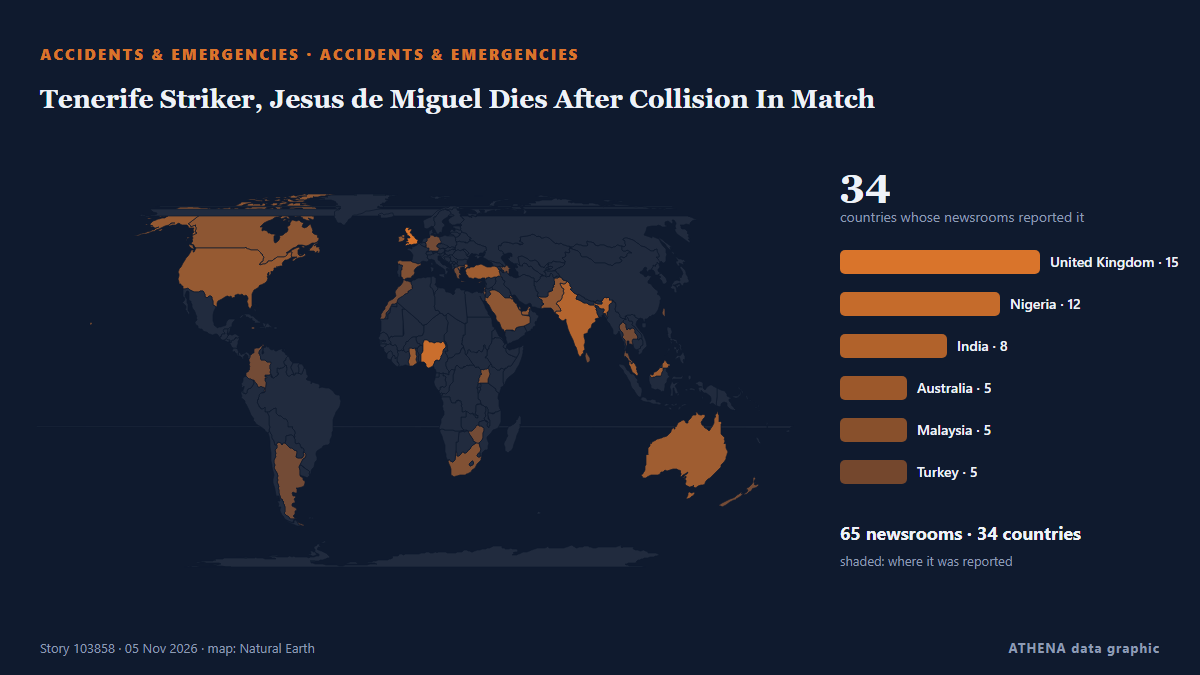 ACCIDENTS & EMERGENCIES · ACCIDENTS & EMERGENCIES
Tenerife Striker, Jesus de Miguel Dies After Collision In Match
34
countries whose newsrooms reported it
United Kingdom · 15
Nigeria · 12
India · 8
Australia · 5
Malaysia · 5
Turkey · 5
65 newsrooms · 34 countries
shaded: where it was reported
Story 103858 · 05 Nov 2026 · map: Natural Earth
ATHENA data graphic